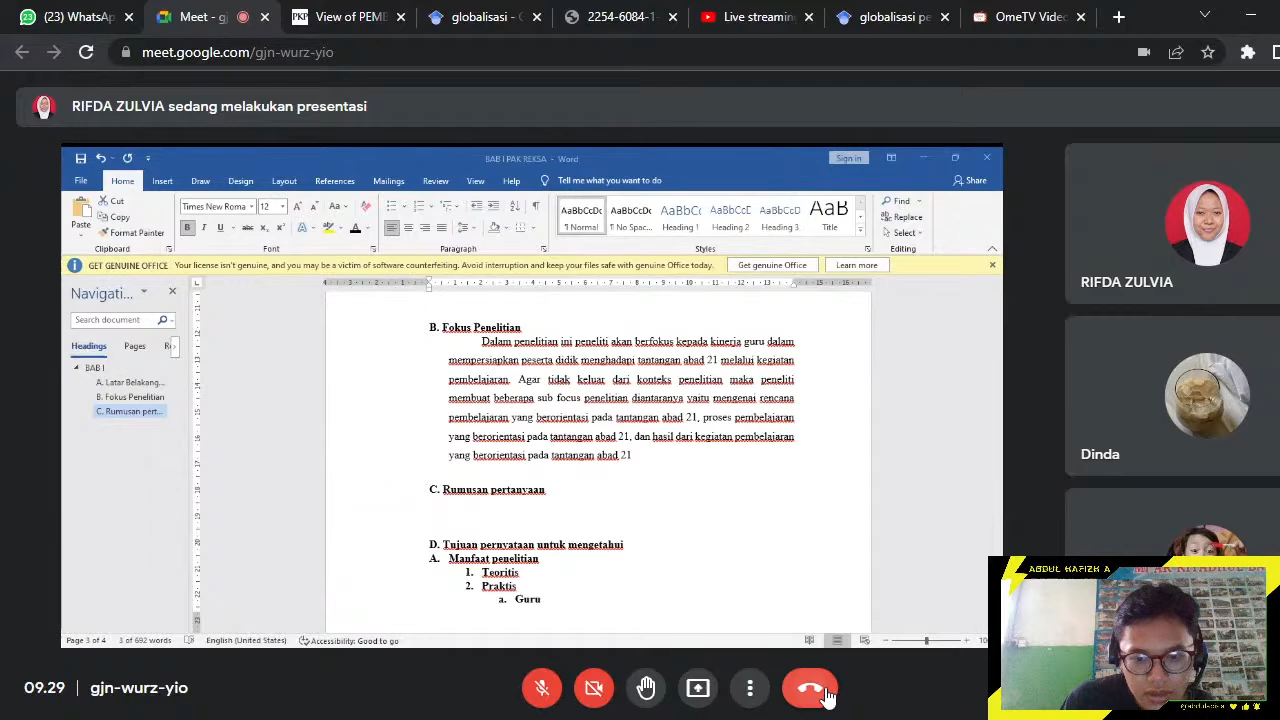 (23) WhatsA
Meet - gj
View of PEMB
globalisasi - G
2254-6084-1-
Live streamin
globalisasi pe
OmeTV Video
meet.google.com/gjn-wurz-yio
RIFDA ZULVIA sedang melakukan presentasi
BAB I PAK REKSA - Word
Sign in
File Home Insert Draw Design Layout References Mailings Review View Help Tell me what you want to do Share
Paste
Cut
Copy
Format Painter
Clipboard
Times New Roma 12
Font
Paragraph
AaBbCcDc AaBbCcDc AaBbCc AaBbCcD AaBbCcD AaB
¶ Normal ¶ No Spac... Heading 1 Heading 2 Heading 3 Title
Styles
Find
Replace
Select
Editing
GET GENUINE OFFICE Your license isn't genuine, and you may be a victim of software counterfeiting. Avoid interruption and keep your files safe with genuine Office today. Get genuine Office Learn more
Navigati...
Search document
Headings Pages
BAB I
A. Latar Belakang...
B. Fokus Penelitian
C. Rumusan pert...
B. Fokus Penelitian
Dalam penelitian ini peneliti akan berfokus kepada kinerja guru dalam
mempersiapkan peserta didik menghadapi tantangan abad 21 melalui kegiatan
pembelajaran. Agar tidak keluar dari konteks penelitian maka peneliti
membuat beberapa sub focus penelitian diantaranya yaitu mengenai rencana
pembelajaran yang berorientasi pada tantangan abad 21, proses pembelajaran
yang berorientasi pada tantangan abad 21, dan hasil dari kegiatan pembelajaran
yang berorientasi pada tantangan abad 21
C. Rumusan pertanyaan
D. Tujuan pernyataan untuk mengetahui
A. Manfaat penelitian
1. Teoritis
2. Praktis
a. Guru
Page 3 of 4 3 of 692 words English (United States) Accessibility: Good to go
RIFDA ZULVIA
Dinda
ABDUL HAFIZH A
09.29 | gjn-wurz-yio